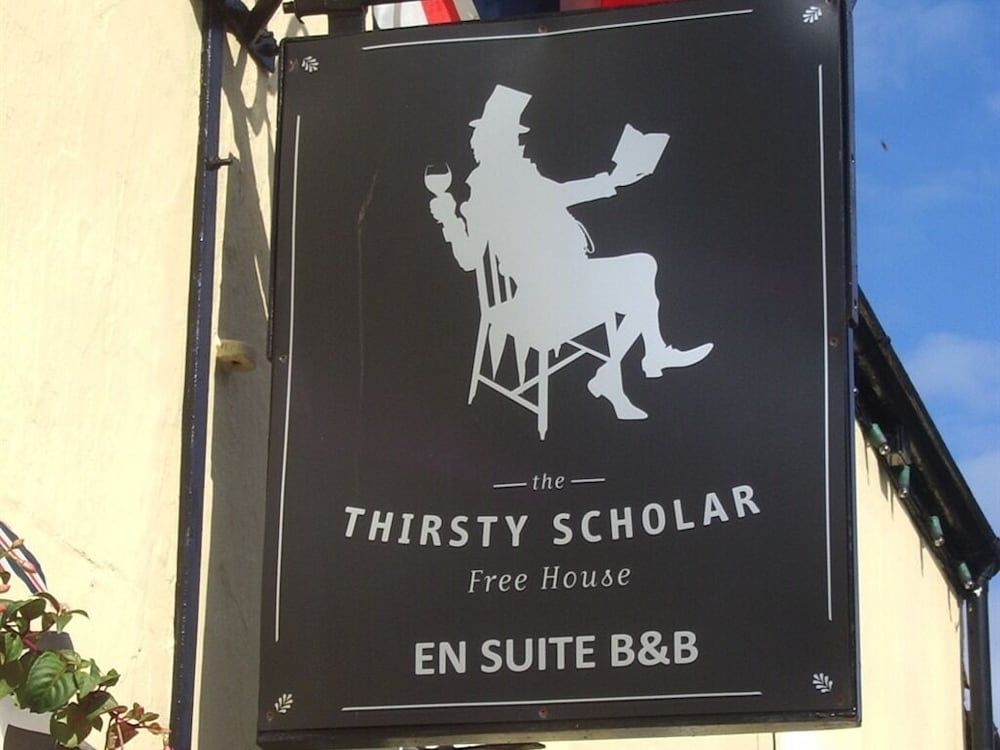 the
THIRSTY SCHOLAR
Free House
EN SUITE B&B